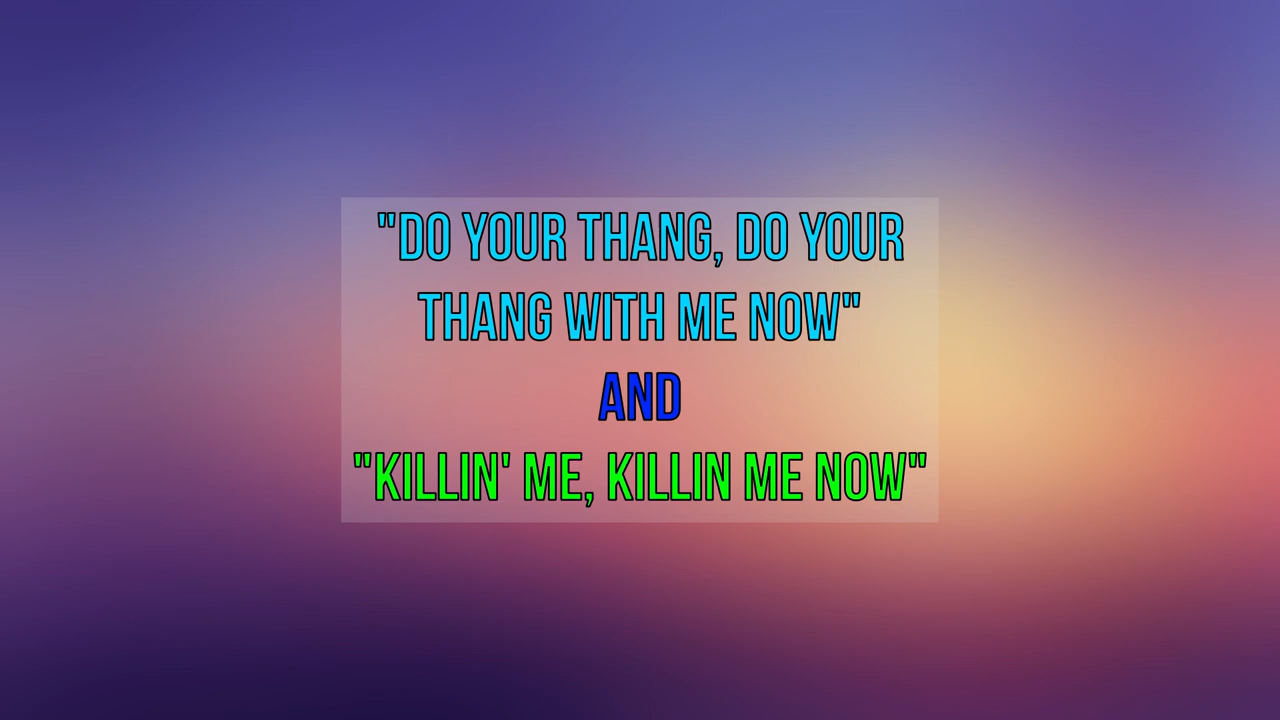 "DO YOUR THANG, DO YOUR
THANG WITH ME NOW"
AND
"KILLIN' ME, KILLIN ME NOW"